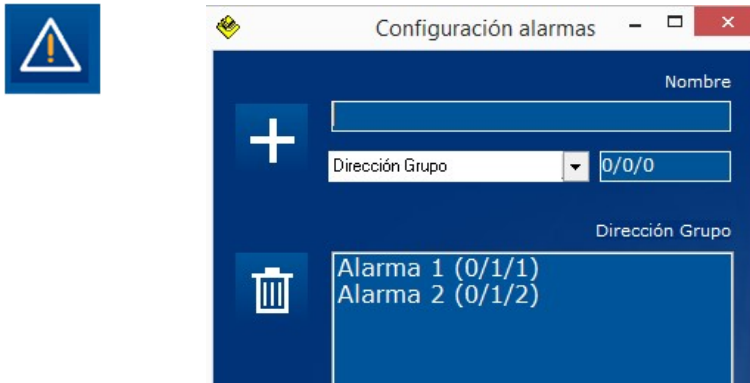 Configuración alarmas
Nombre
Dirección Grupo
0/0/0
Dirección Grupo
Alarma 1 (0/1/1)
Alarma 2 (0/1/2)